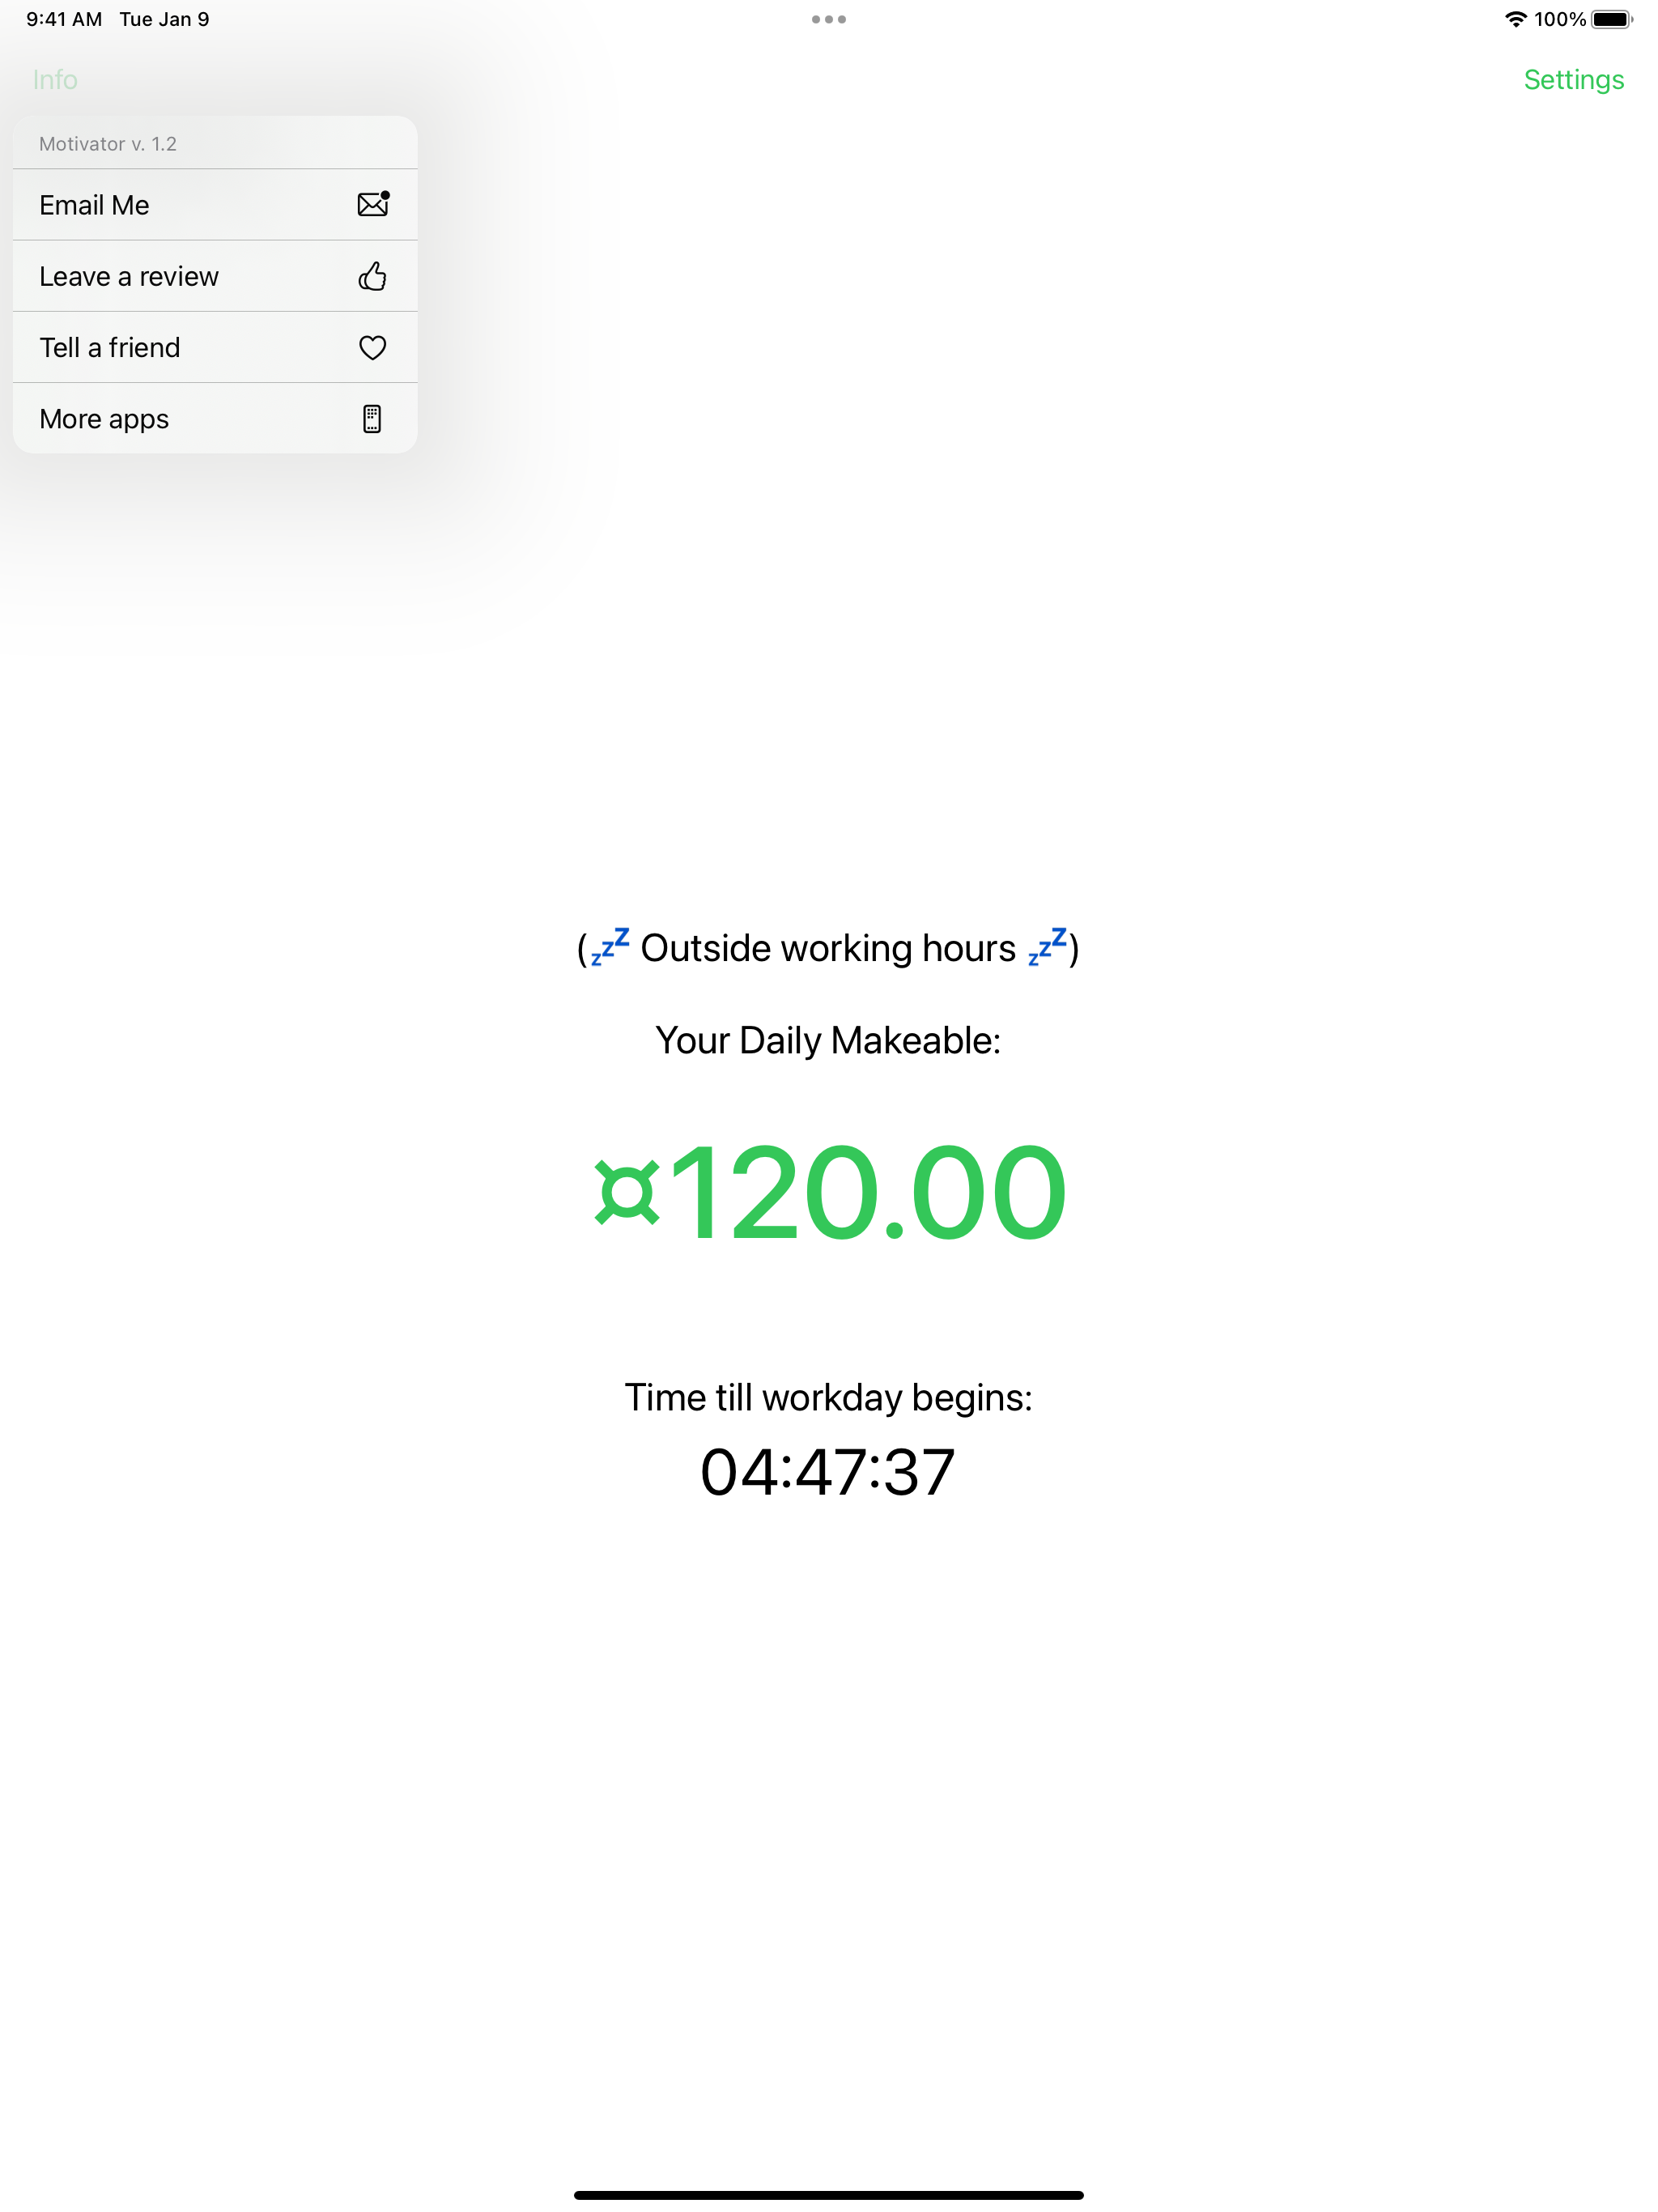 9:41 AM Tue Jan 9 100%
Info Settings
Motivator v. 1.2
Email Me
Leave a review
Tell a friend
More apps
(💤 Outside working hours 💤)
Your Daily Makeable:
¤120.00
Time till workday begins:
04:47:37